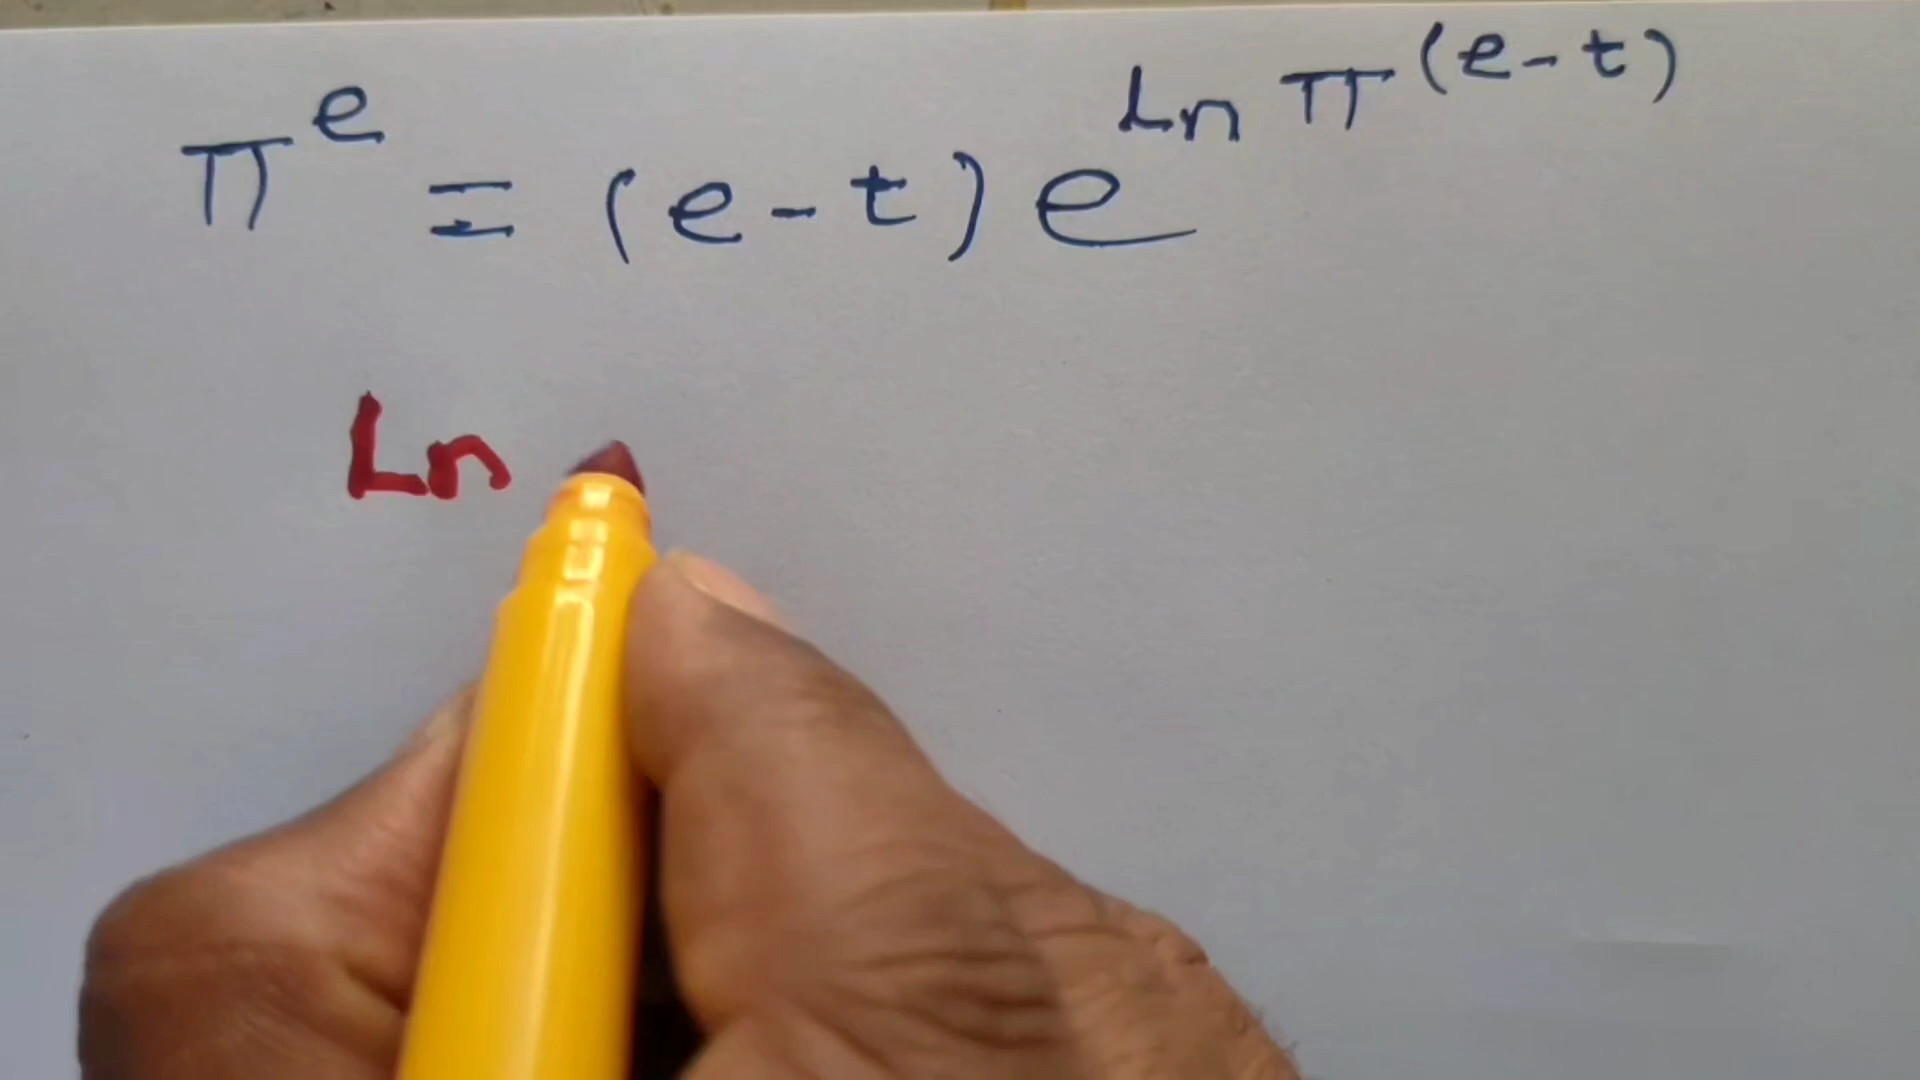 π^e = (e-t) e^{Ln π^{(e-t)}}
Ln